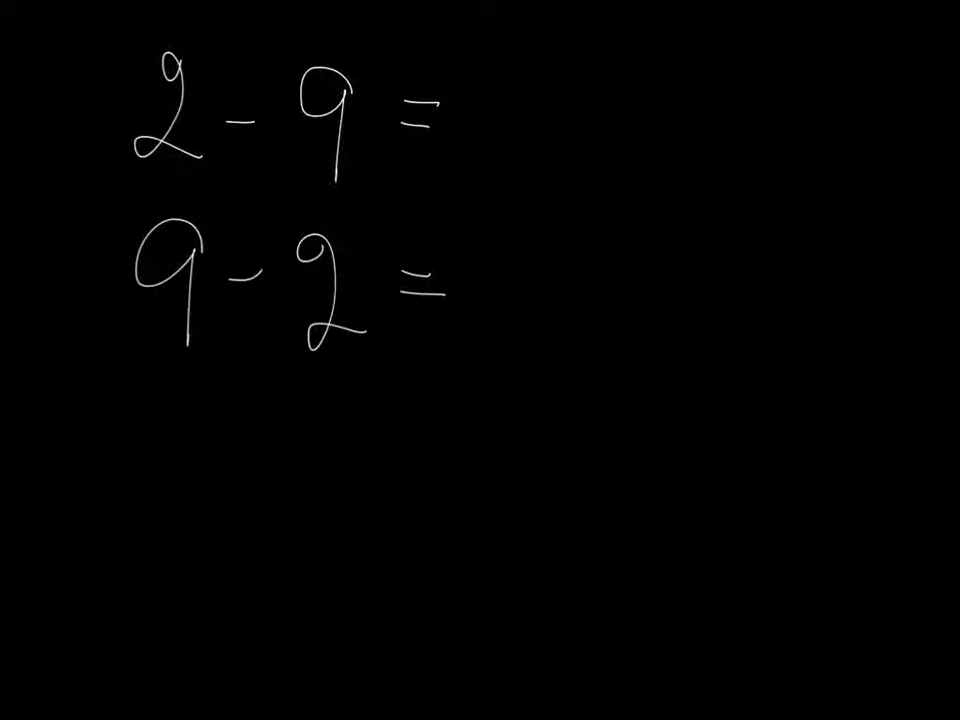 2 - 9 =
9 - 2 =